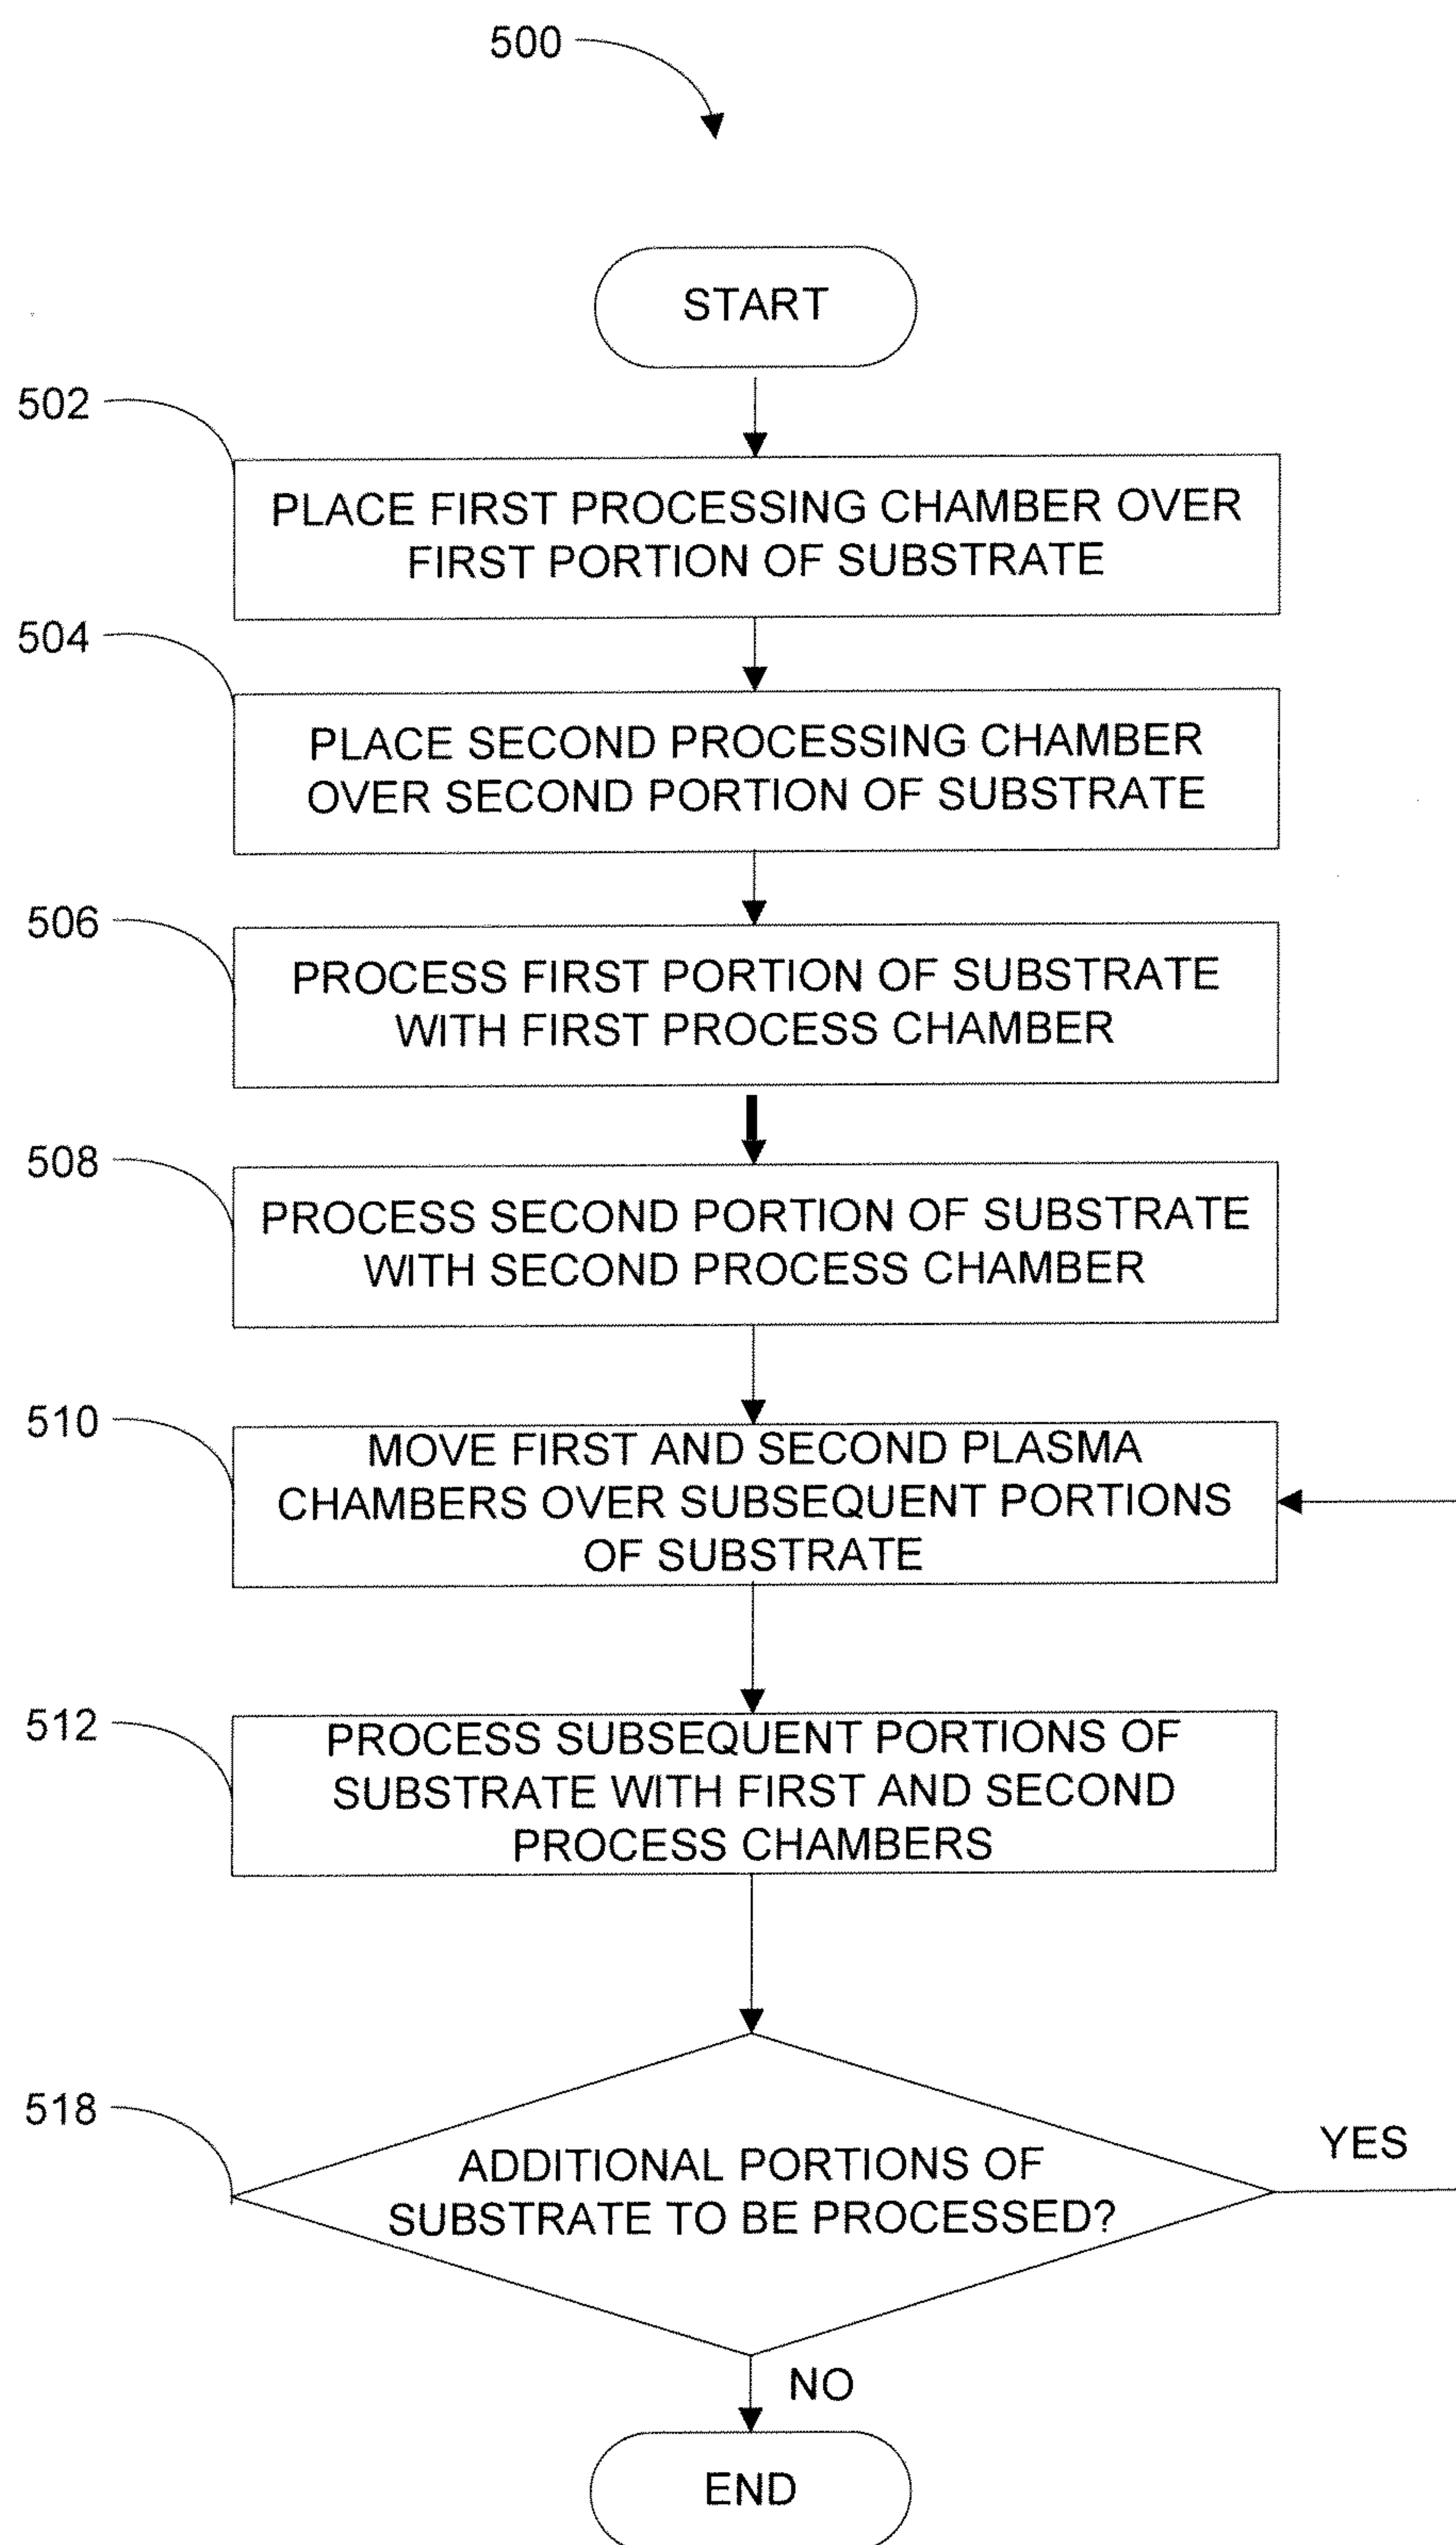 500
START
502
PLACE FIRST PROCESSING CHAMBER OVER
FIRST PORTION OF SUBSTRATE
504
PLACE SECOND PROCESSING CHAMBER
OVER SECOND PORTION OF SUBSTRATE
506
PROCESS FIRST PORTION OF SUBSTRATE
WITH FIRST PROCESS CHAMBER
508
PROCESS SECOND PORTION OF SUBSTRATE
WITH SECOND PROCESS CHAMBER
510
MOVE FIRST AND SECOND PLASMA
CHAMBERS OVER SUBSEQUENT PORTIONS
OF SUBSTRATE
512
PROCESS SUBSEQUENT PORTIONS OF
SUBSTRATE WITH FIRST AND SECOND
PROCESS CHAMBERS
518
ADDITIONAL PORTIONS OF
SUBSTRATE TO BE PROCESSED?
YES
NO
END